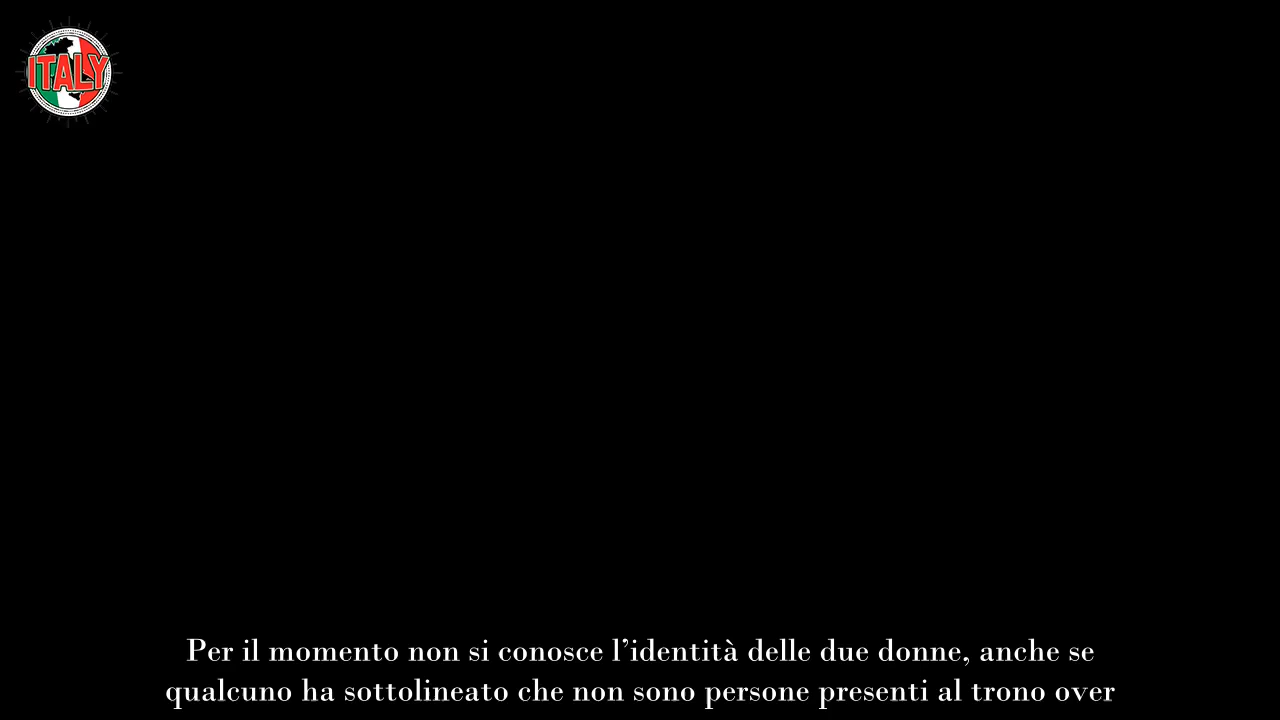 ITALY
Per il momento non si conosce l’identità delle due donne, anche se
qualcuno ha sottolineato che non sono persone presenti al trono over